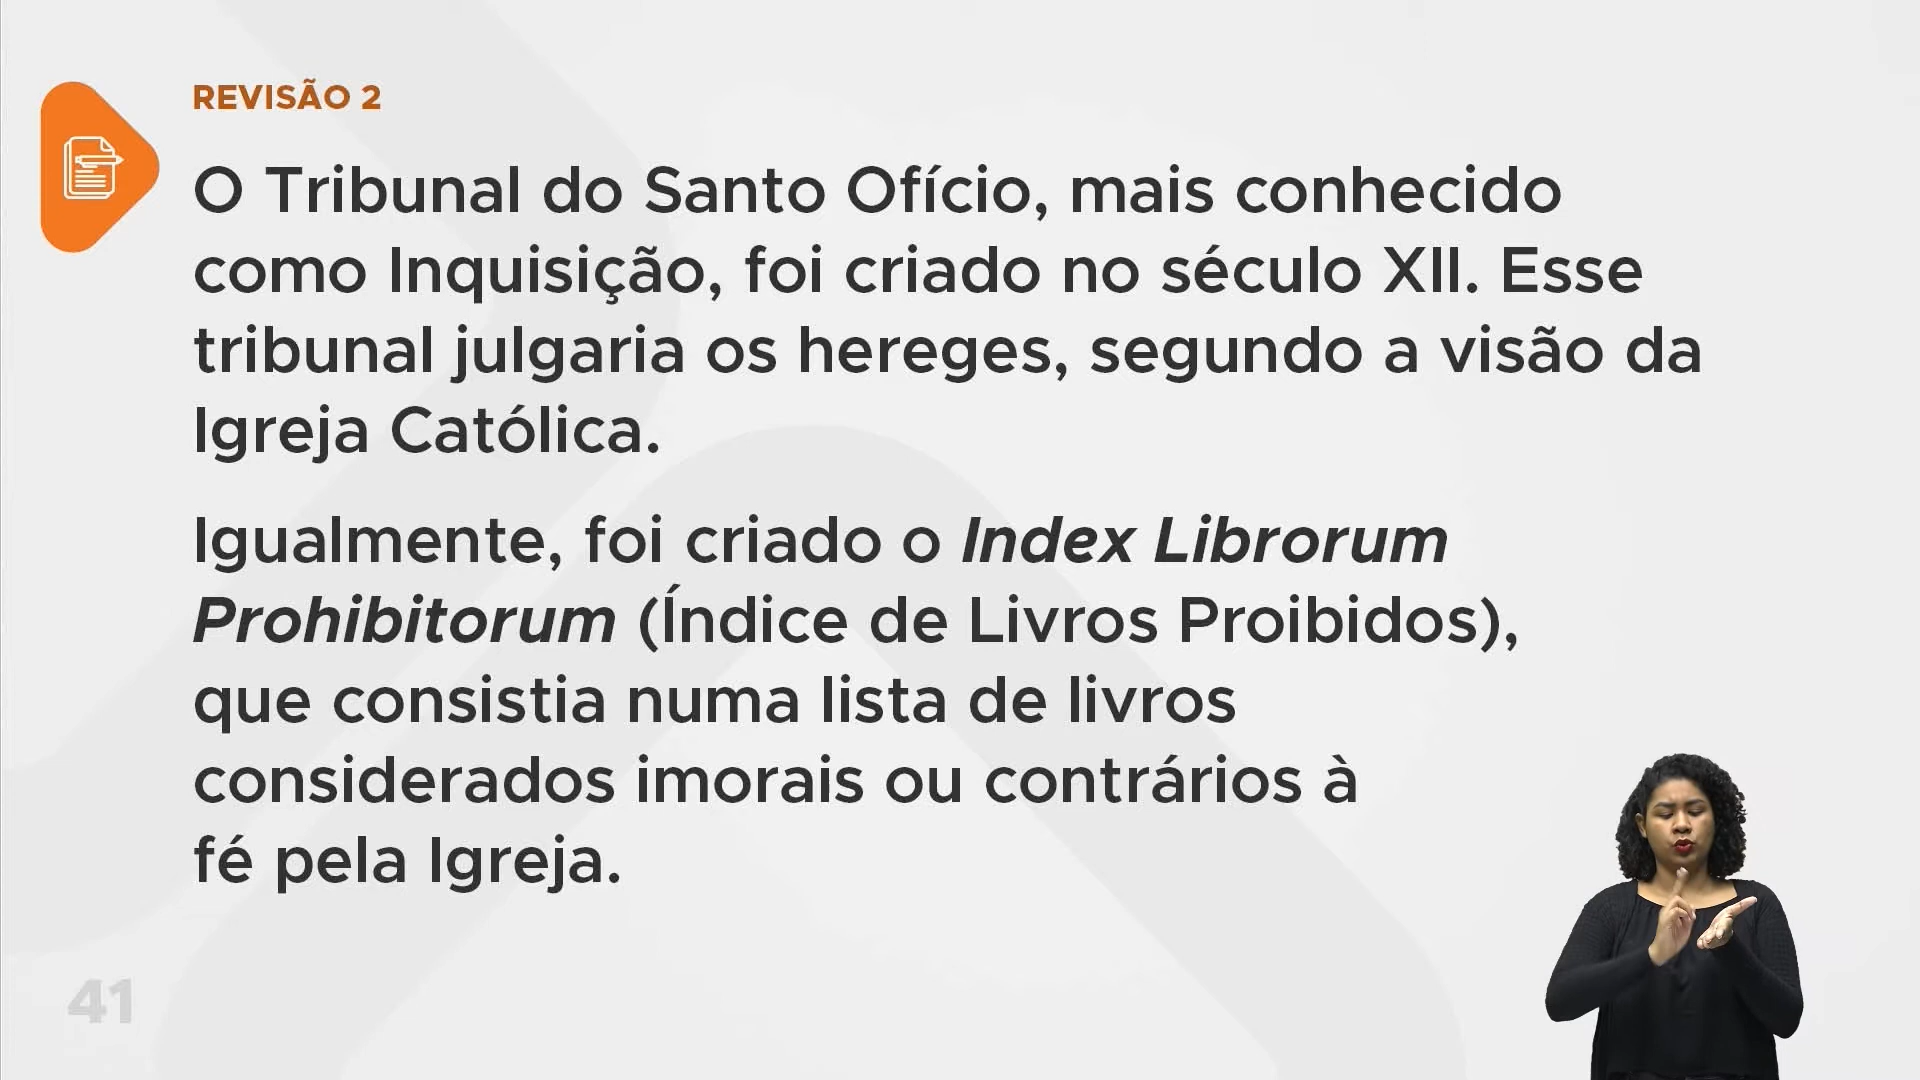 REVISÃO 2
O Tribunal do Santo Ofício, mais conhecido
como Inquisição, foi criado no século XII. Esse
tribunal julgaria os hereges, segundo a visão da
Igreja Católica.
Igualmente, foi criado o Index Librorum
Prohibitorum (Índice de Livros Proibidos),
que consistia numa lista de livros
considerados imorais ou contrários à
fé pela Igreja.
41